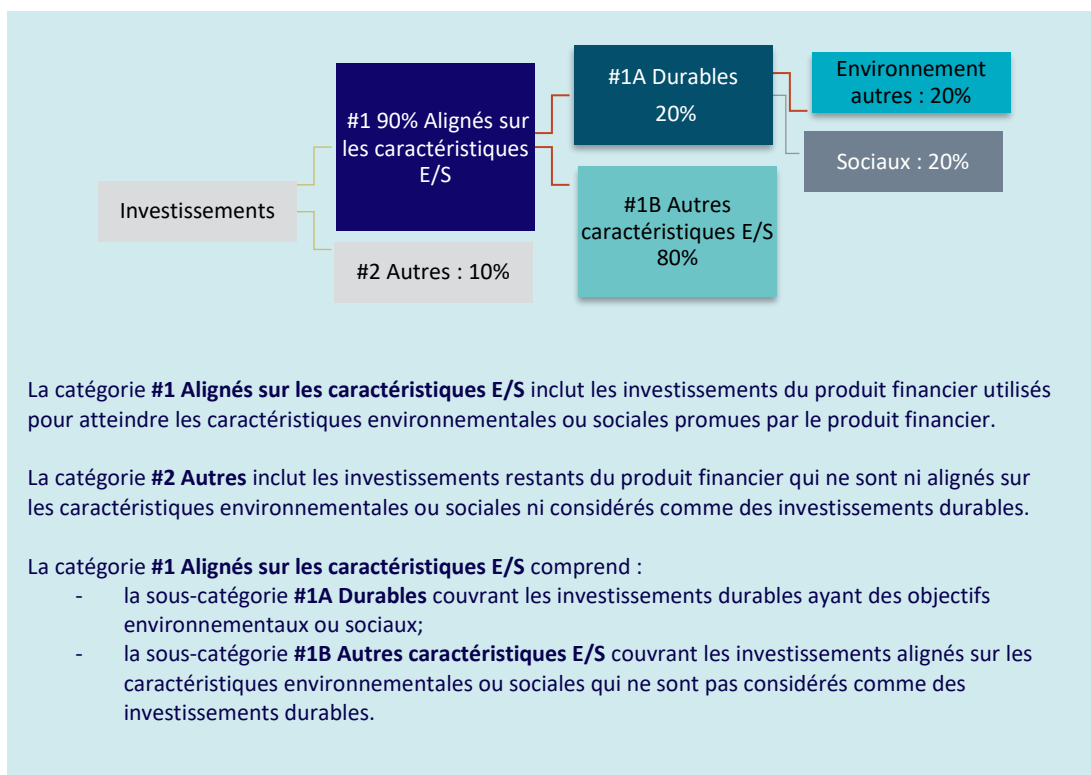 #1A Durables
20%
Environnement
autres : 20%
#1 90% Alignés sur
les caractéristiques
E/S
Sociaux : 20%
Investissements
#1B Autres
caractéristiques E/S
80%
#2 Autres : 10%
La catégorie #1 Alignés sur les caractéristiques E/S inclut les investissements du produit financier utilisés
pour atteindre les caractéristiques environnementales ou sociales promues par le produit financier.
La catégorie #2 Autres inclut les investissements restants du produit financier qui ne sont ni alignés sur
les caractéristiques environnementales ou sociales ni considérés comme des investissements durables.
La catégorie #1 Alignés sur les caractéristiques E/S comprend :
- la sous-catégorie #1A Durables couvrant les investissements durables ayant des objectifs
environnementaux ou sociaux;
- la sous-catégorie #1B Autres caractéristiques E/S couvrant les investissements alignés sur les
caractéristiques environnementales ou sociales qui ne sont pas considérés comme des
investissements durables.